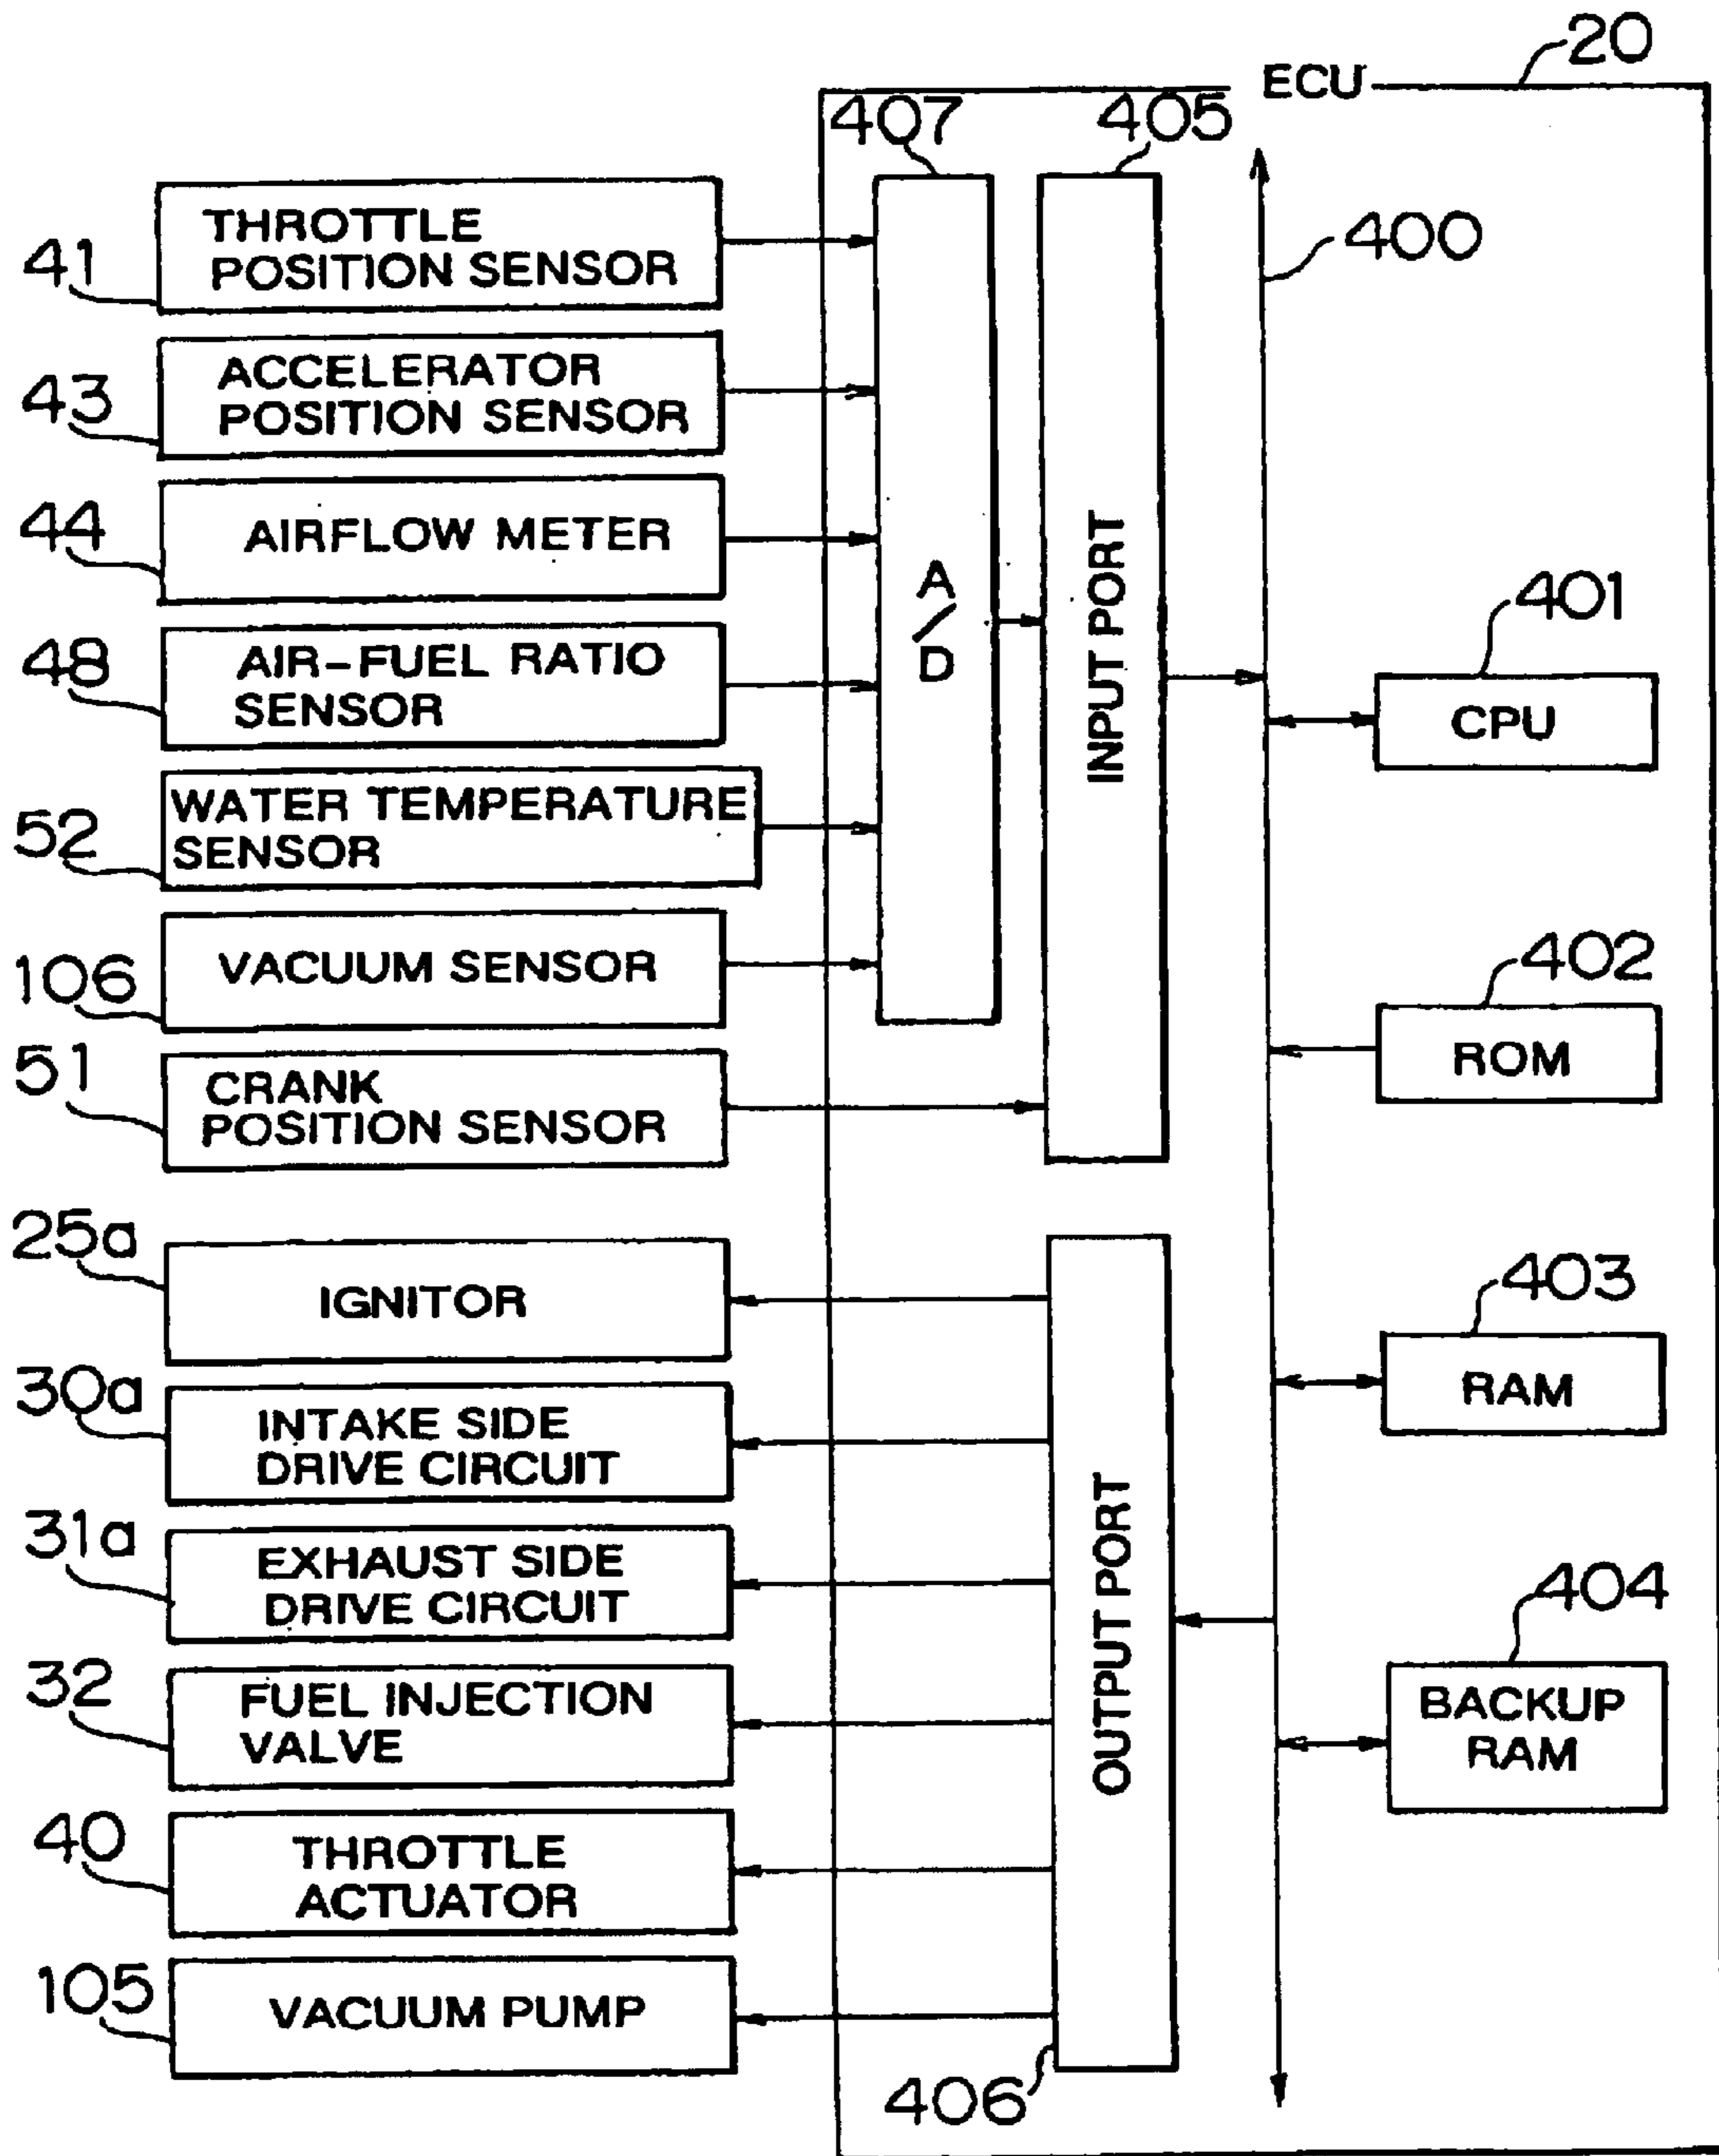 20
ECU
407
405
THROTTLE
POSITION SENSOR
41
400
ACCELERATOR
POSITION SENSOR
43
AIRFLOW METER
44
A/D
INPUT PORT
401
CPU
AIR-FUEL RATIO
SENSOR
48
WATER TEMPERATURE
SENSOR
52
402
ROM
VACUUM SENSOR
106
CRANK
POSITION SENSOR
51
25a
IGNITOR
403
RAM
30a
INTAKE SIDE
DRIVE CIRCUIT
31a
EXHAUST SIDE
DRIVE CIRCUIT
OUTPUT PORT
404
BACKUP
RAM
32
FUEL INJECTION
VALVE
40
THROTTLE
ACTUATOR
105
VACUUM PUMP
406